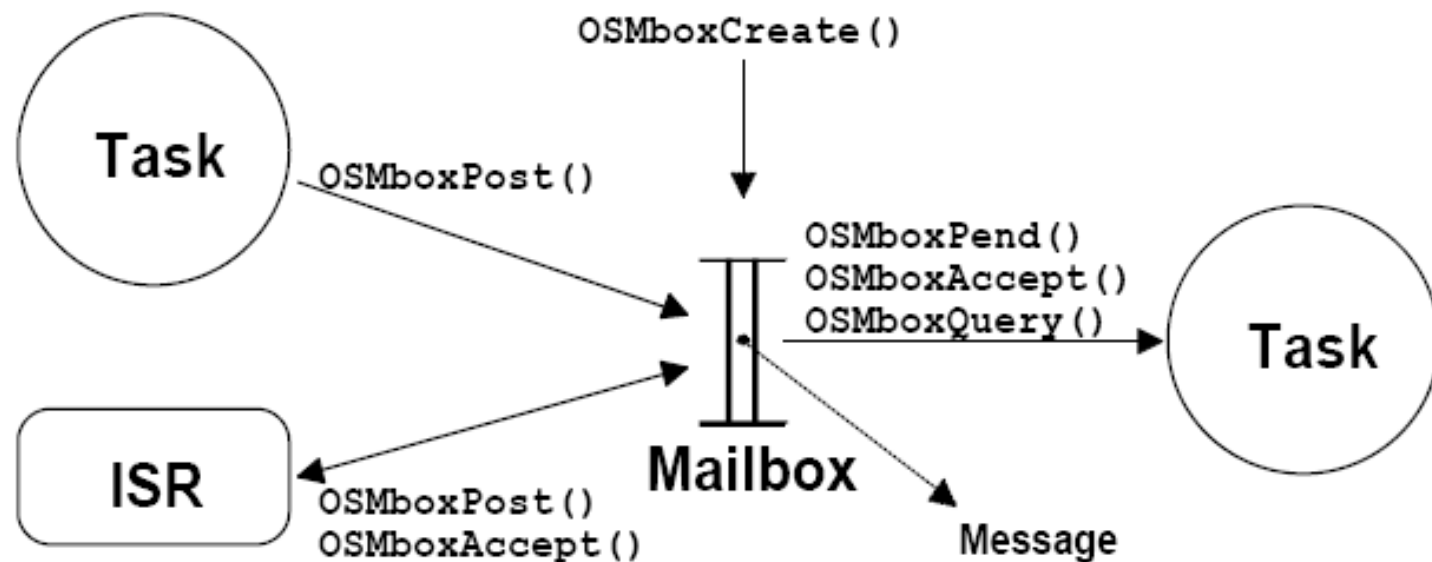 OSMboxCreate()
Task
OSMboxPost()
OSMboxPend()
OSMboxAccept()
OSMboxQuery()
Task
ISR
Mailbox
OSMboxPost()
OSMboxAccept()
Message